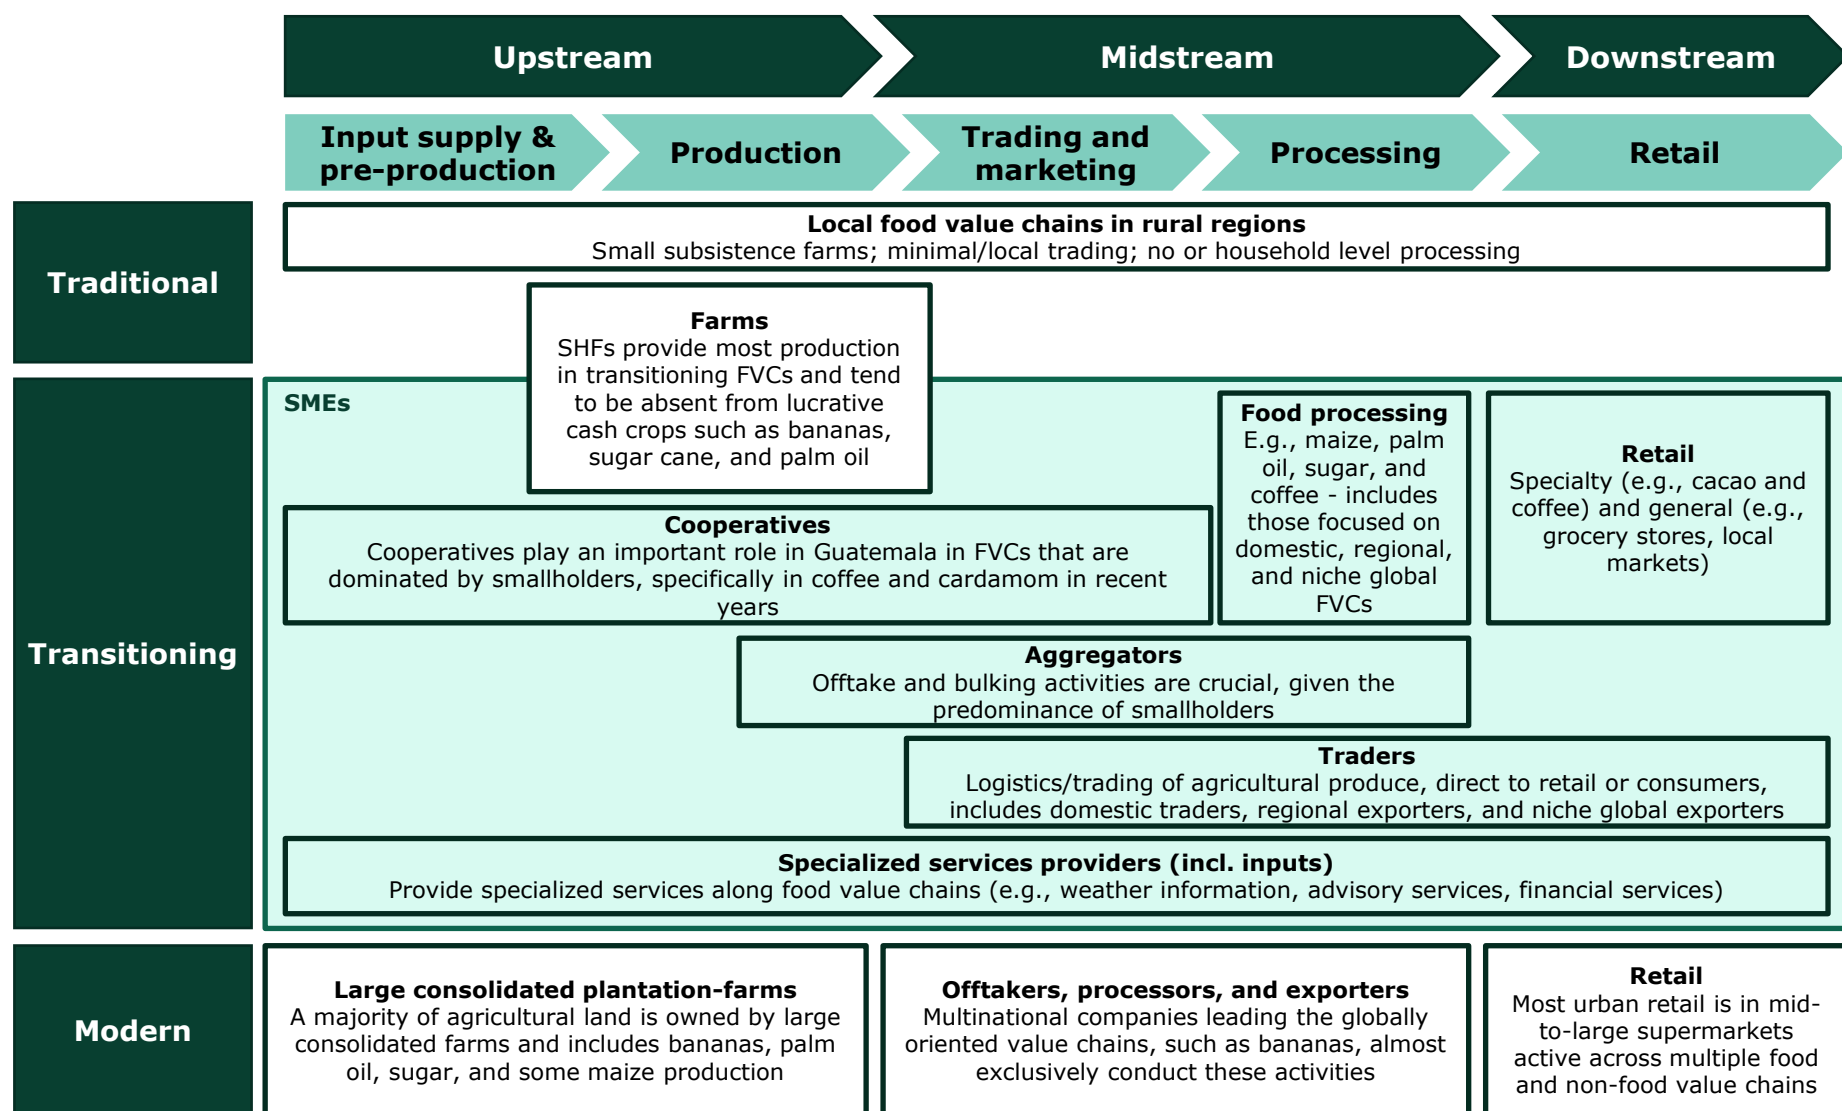 Upstream
Midstream
Downstream
Input supply &
pre-production
Production
Trading and
marketing
Processing
Retail
Traditional
Local food value chains in rural regions
Small subsistence farms; minimal/local trading; no or household level processing
Farms
SHFs provide most production
in transitioning FVCs and tend
to be absent from lucrative
cash crops such as bananas,
sugar cane, and palm oil
Transitioning
SMEs
Food processing
E.g., maize, palm
oil, sugar, and
coffee - includes
those focused on
domestic, regional,
and niche global
FVCs
Retail
Specialty (e.g., cacao and
coffee) and general (e.g.,
grocery stores, local
markets)
Cooperatives
Cooperatives play an important role in Guatemala in FVCs that are
dominated by smallholders, specifically in coffee and cardamom in recent
years
Aggregators
Offtake and bulking activities are crucial, given the
predominance of smallholders
Traders
Logistics/trading of agricultural produce, direct to retail or consumers,
includes domestic traders, regional exporters, and niche global exporters
Specialized services providers (incl. inputs)
Provide specialized services along food value chains (e.g., weather information, advisory services, financial services)
Modern
Large consolidated plantation-farms
A majority of agricultural land is owned by large
consolidated farms and includes bananas, palm
oil, sugar, and some maize production
Offtakers, processors, and exporters
Multinational companies leading the globally
oriented value chains, such as bananas, almost
exclusively conduct these activities
Retail
Most urban retail is in mid-
to-large supermarkets
active across multiple food
and non-food value chains